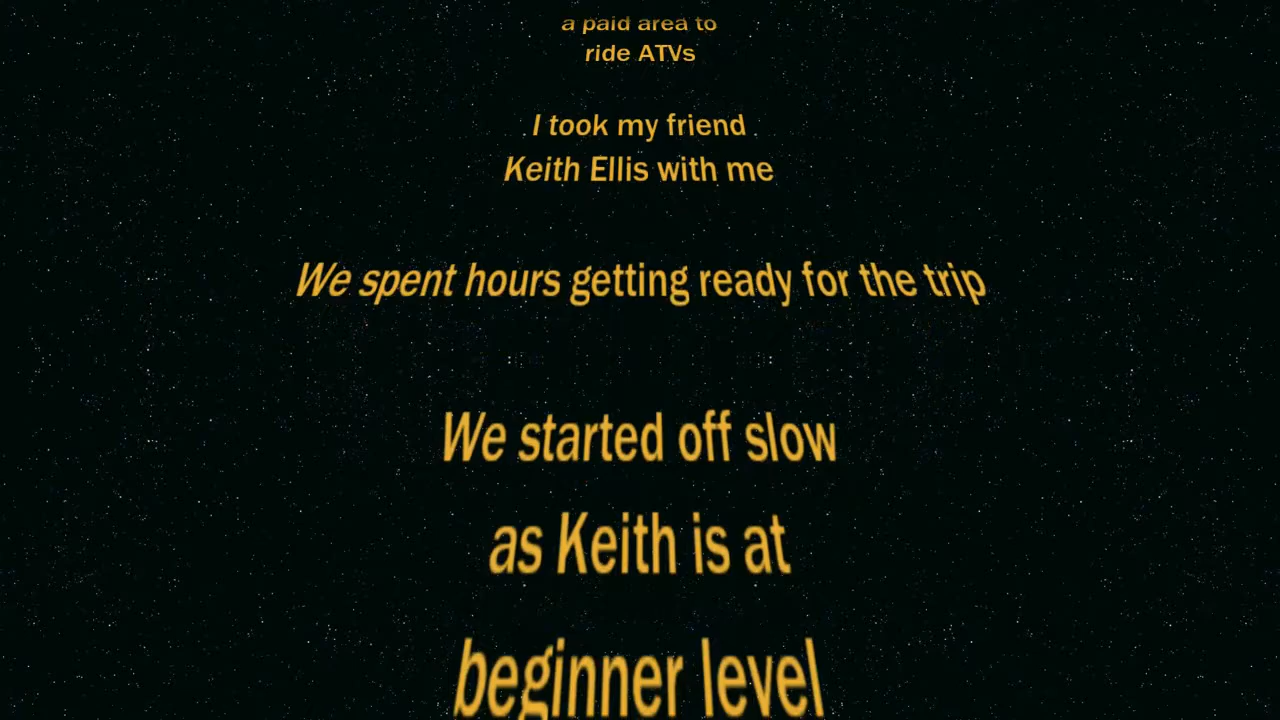 a paid area to
ride ATVs
I took my friend
Keith Ellis with me
We spent hours getting ready for the trip
We started off slow
as Keith is at
beginner level